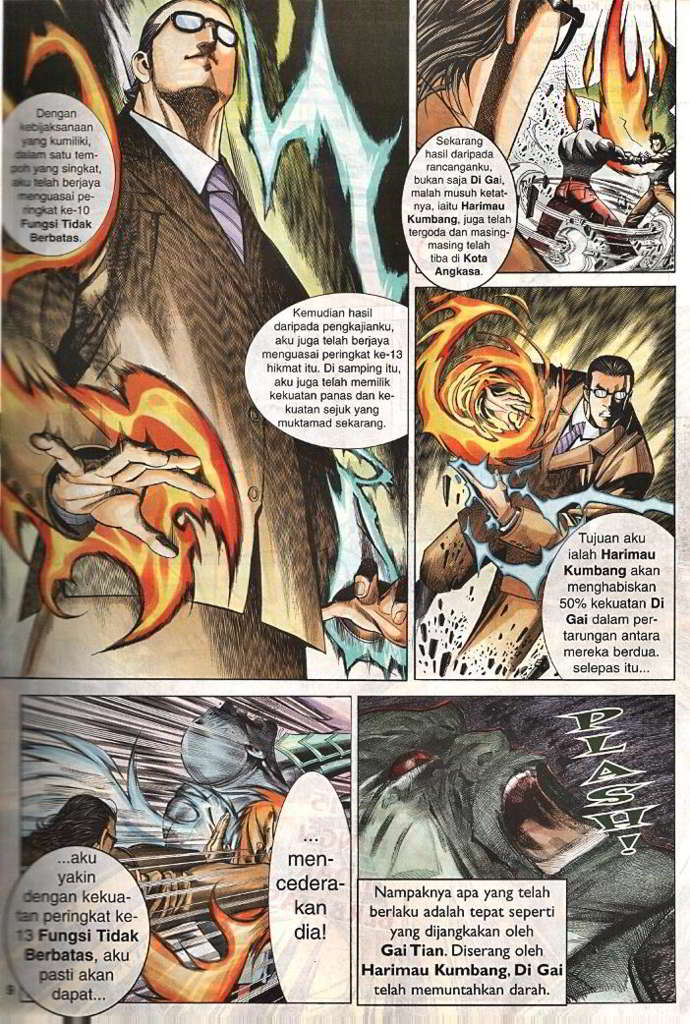 Dengan
kebijaksanaan
yang kumiliki,
dalam satu tem-
poh yang singkat,
aku telah berjaya
menguasai pe-
ringkat ke-10
Fungsi Tidak
Berbatas.
Kemudian hasil
daripada pengkajianku,
aku juga telah berjaya
menguasai peringkat ke-13
hikmat itu. Di samping itu,
aku juga telah memilik
kekuatan panas dan ke-
kuatan sejuk yang
muktamad sekarang.
Sekarang
hasil daripada
rancanganku,
bukan saja Di Gai,
malah musuh ketat-
nya, iaitu Harimau
Kumbang, juga telah
tergoda dan masing-
masing telah
tiba di Kota
Angkasa.
Tujuan aku
ialah Harimau
Kumbang akan
menghabiskan
50% kekuatan Di
Gai dalam per-
tarungan antara
mereka berdua.
selepas itu...
...aku
yakin
dengan kekua-
tan peringkat ke-
13 Fungsi Tidak
Berbatas, aku
pasti akan
dapat...
...
men-
cedera-
kan
dia!
PLASH!
Nampaknya apa yang telah
berlaku adalah tepat seperti
yang dijangkakan oleh
Gai Tian. Diserang oleh
Harimau Kumbang, Di Gai
telah memuntahkan darah.